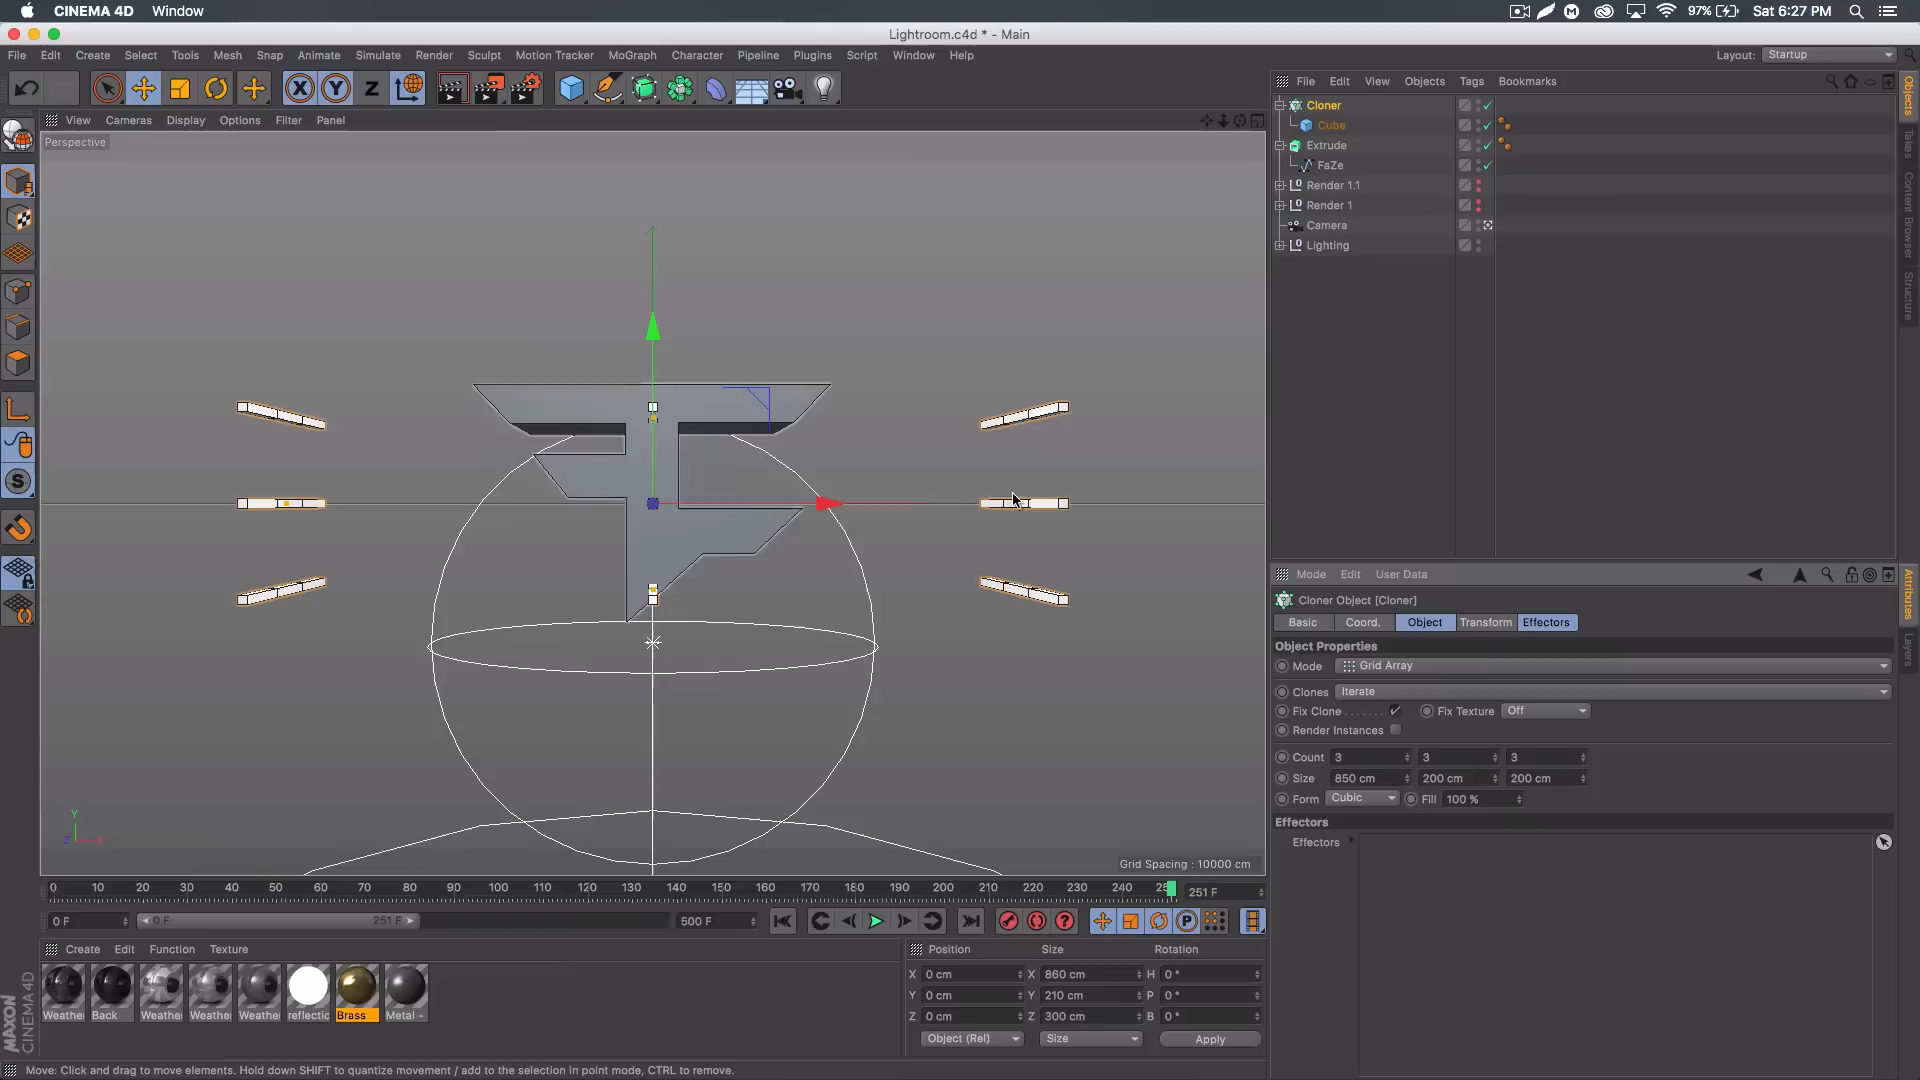 CINEMA 4D Window
97% Sat 6:27 PM
Lightroom.c4d * - Main
File Edit Create Select Tools Mesh Snap Animate Simulate Render Sculpt Motion Tracker MoGraph Character Pipeline Plugins Script Window Help
Layout: Startup
File Edit View Objects Tags Bookmarks
View Cameras Display Options Filter Panel
Perspective
Cloner
Cube
Extrude
FaZe
Render 1.1
Render 1
Camera
Lighting
Objects
Takes
Content Browser
Structure
Mode Edit User Data
Cloner Object [Cloner]
Basic Coord. Object Transform Effectors
Object Properties
Mode Grid Array
Clones Iterate
Fix Clone . . . . . . . Fix Texture Off
Render Instances
Count 3 3 3
Size 850 cm 200 cm 200 cm
Form Cubic Fill 100 %
Effectors
Effectors
Attributes
Layers
Y
Z X
Grid Spacing : 10000 cm
0 10 20 30 40 50 60 70 80 90 100 110 120 130 140 150 160 170 180 190 200 210 220 230 240 25 251 F
0 F 0 F 251 F 500 F
P
Create Edit Function Texture
Weathe Back Weathe Weathe Weathe reflectic Brass Metal -
Position Size Rotation
X 0 cm X 860 cm H 0 °
Y 0 cm Y 210 cm P 0 °
Z 0 cm Z 300 cm B 0 °
Object (Rel) Size Apply
MAXON
CINEMA 4D
Move: Click and drag to move elements. Hold down SHIFT to quantize movement / add to the selection in point mode, CTRL to remove.